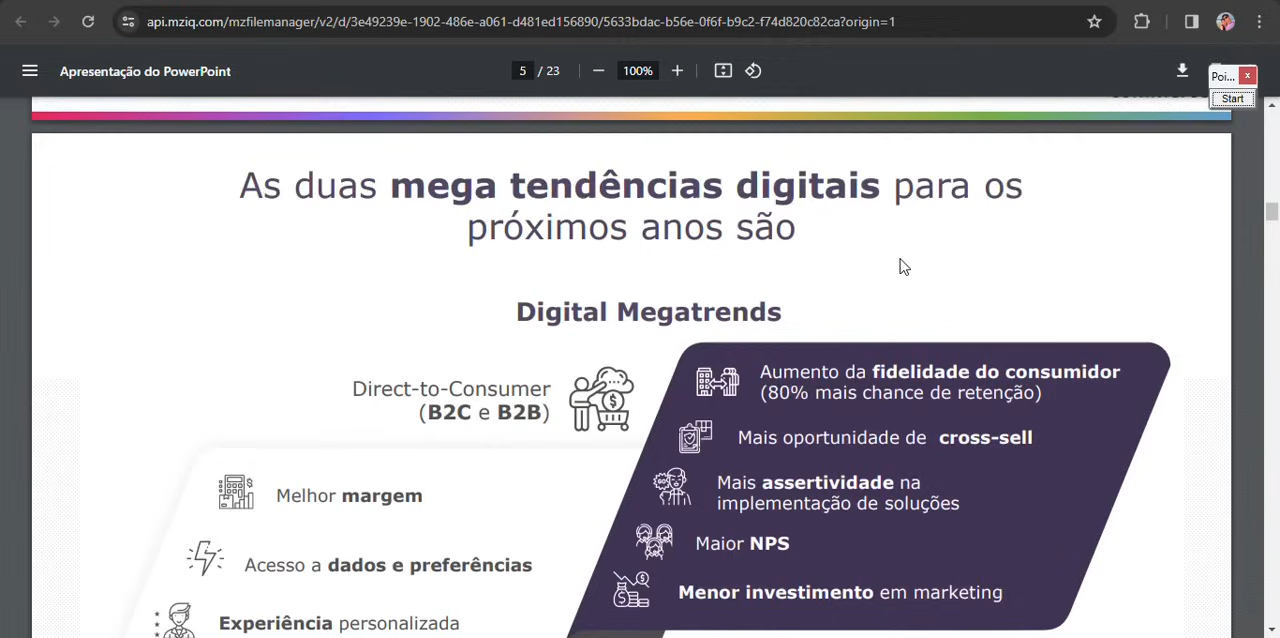 api.mziq.com/mzfilemanager/v2/d/3e49239e-1902-486e-a061-d481ed156890/5633bdac-b56e-0f6f-b9c2-f74d820c82ca?origin=1
Apresentação do PowerPoint
5 / 23
100%
Poi...
Start
As duas mega tendências digitais para os
próximos anos são
Digital Megatrends
Direct-to-Consumer
(B2C e B2B)
Melhor margem
Acesso a dados e preferências
Experiência personalizada
Aumento da fidelidade do consumidor
(80% mais chance de retenção)
Mais oportunidade de cross-sell
Mais assertividade na
implementação de soluções
Maior NPS
Menor investimento em marketing